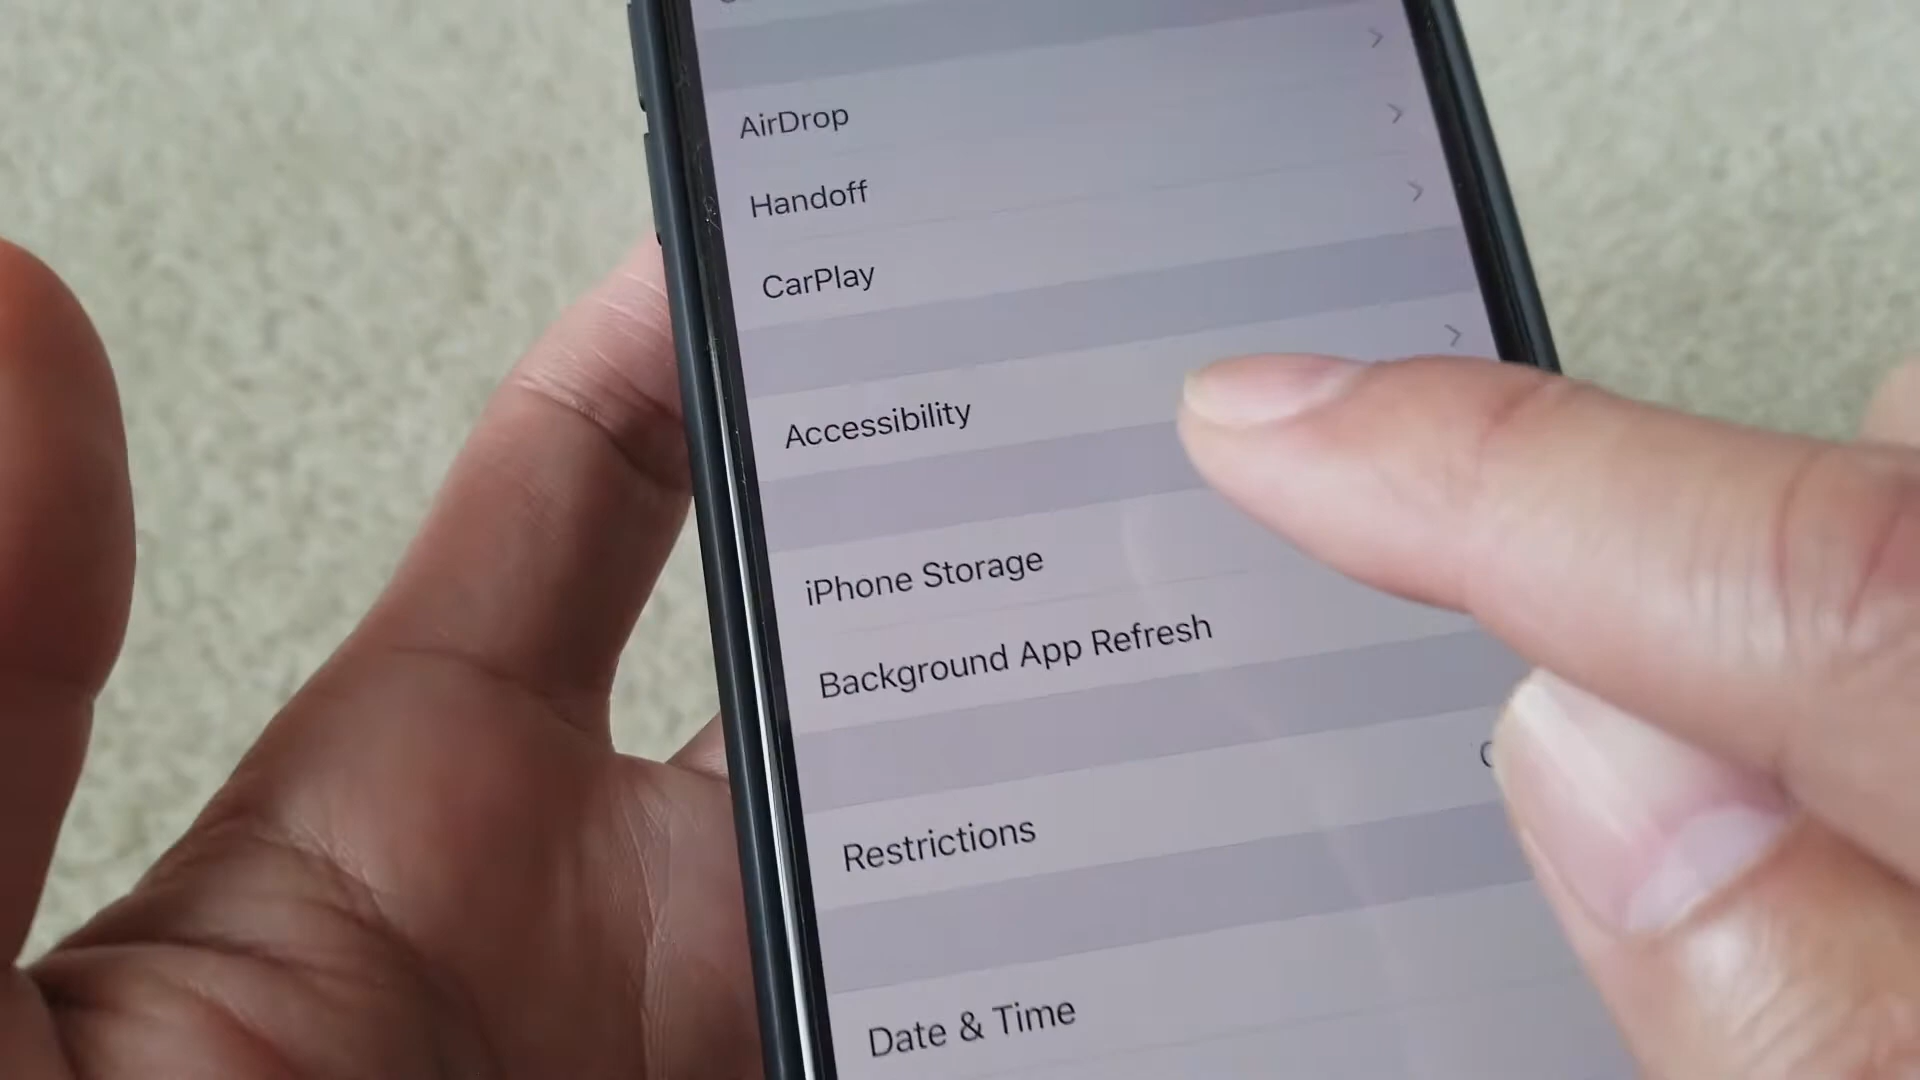 AirDrop
Handoff
CarPlay
Accessibility
iPhone Storage
Background App Refresh
Restrictions
Date & Time